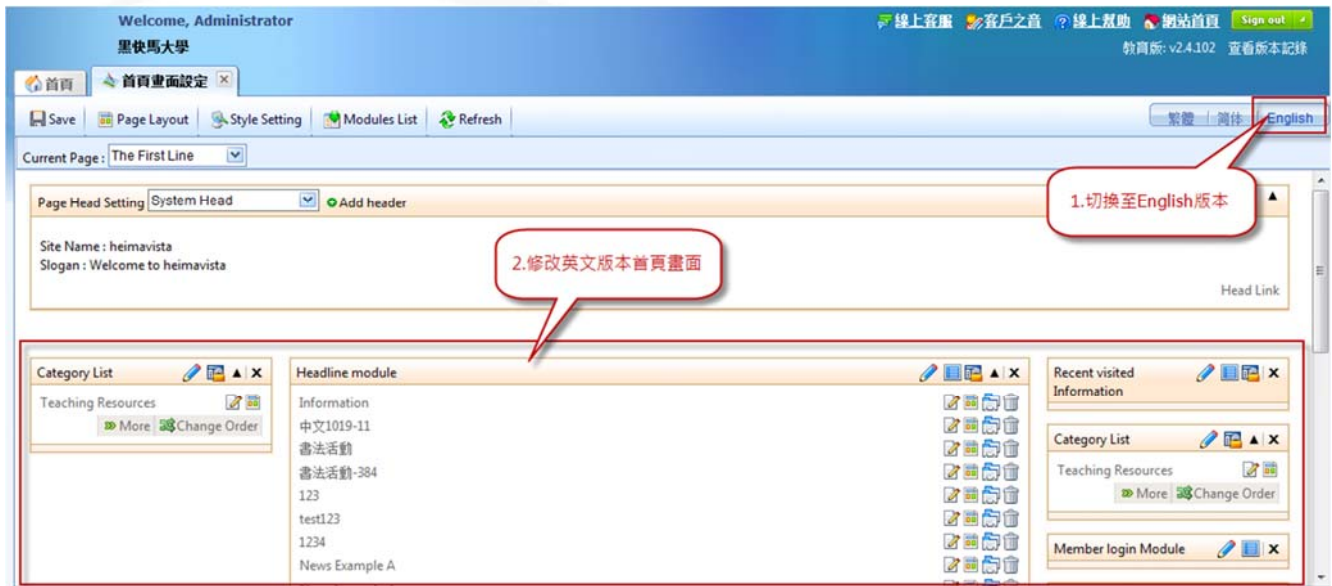 Welcome, Administrator
線上客服 客戶之音 線上幫助 網站首頁 Sign out
黑快馬大學
教育版: v2.4.102 查看版本記錄
首頁 首頁畫面設定
Save Page Layout Style Setting Modules List Refresh
繁體 简体 English
Current Page : The First Line
1.切換至English版本
Page Head Setting System Head Add header
Site Name : heimavista
Slogan : Welcome to heimavista
2.修改英文版本首頁畫面
Head Link
Category List
Teaching Resources
More Change Order
Headline module
Information
中文1019-11
書法活動
書法活動-384
123
test123
1234
News Example A
Recent visited
Information
Category List
Teaching Resources
More Change Order
Member login Module